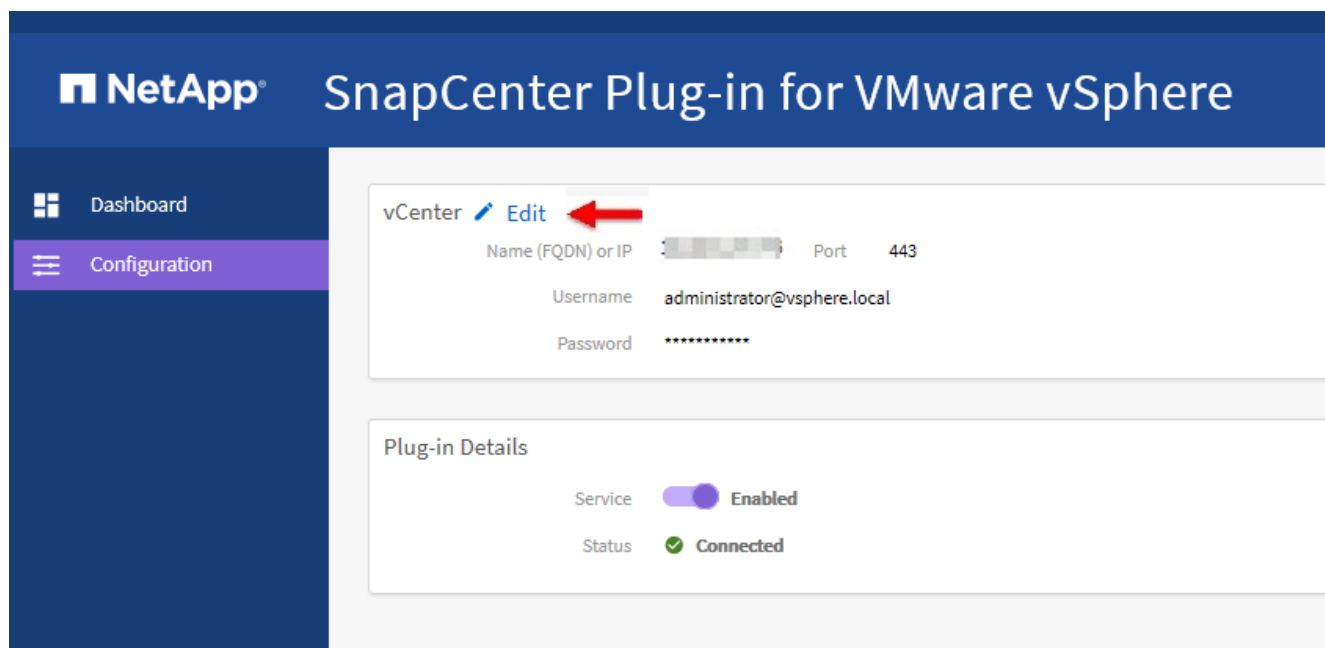 NetApp® SnapCenter Plug-in for VMware vSphere
Dashboard
Configuration
vCenter Edit
Name (FQDN) or IP Port 443
Username administrator@vsphere.local
Password ***********
Plug-in Details
Service Enabled
Status Connected